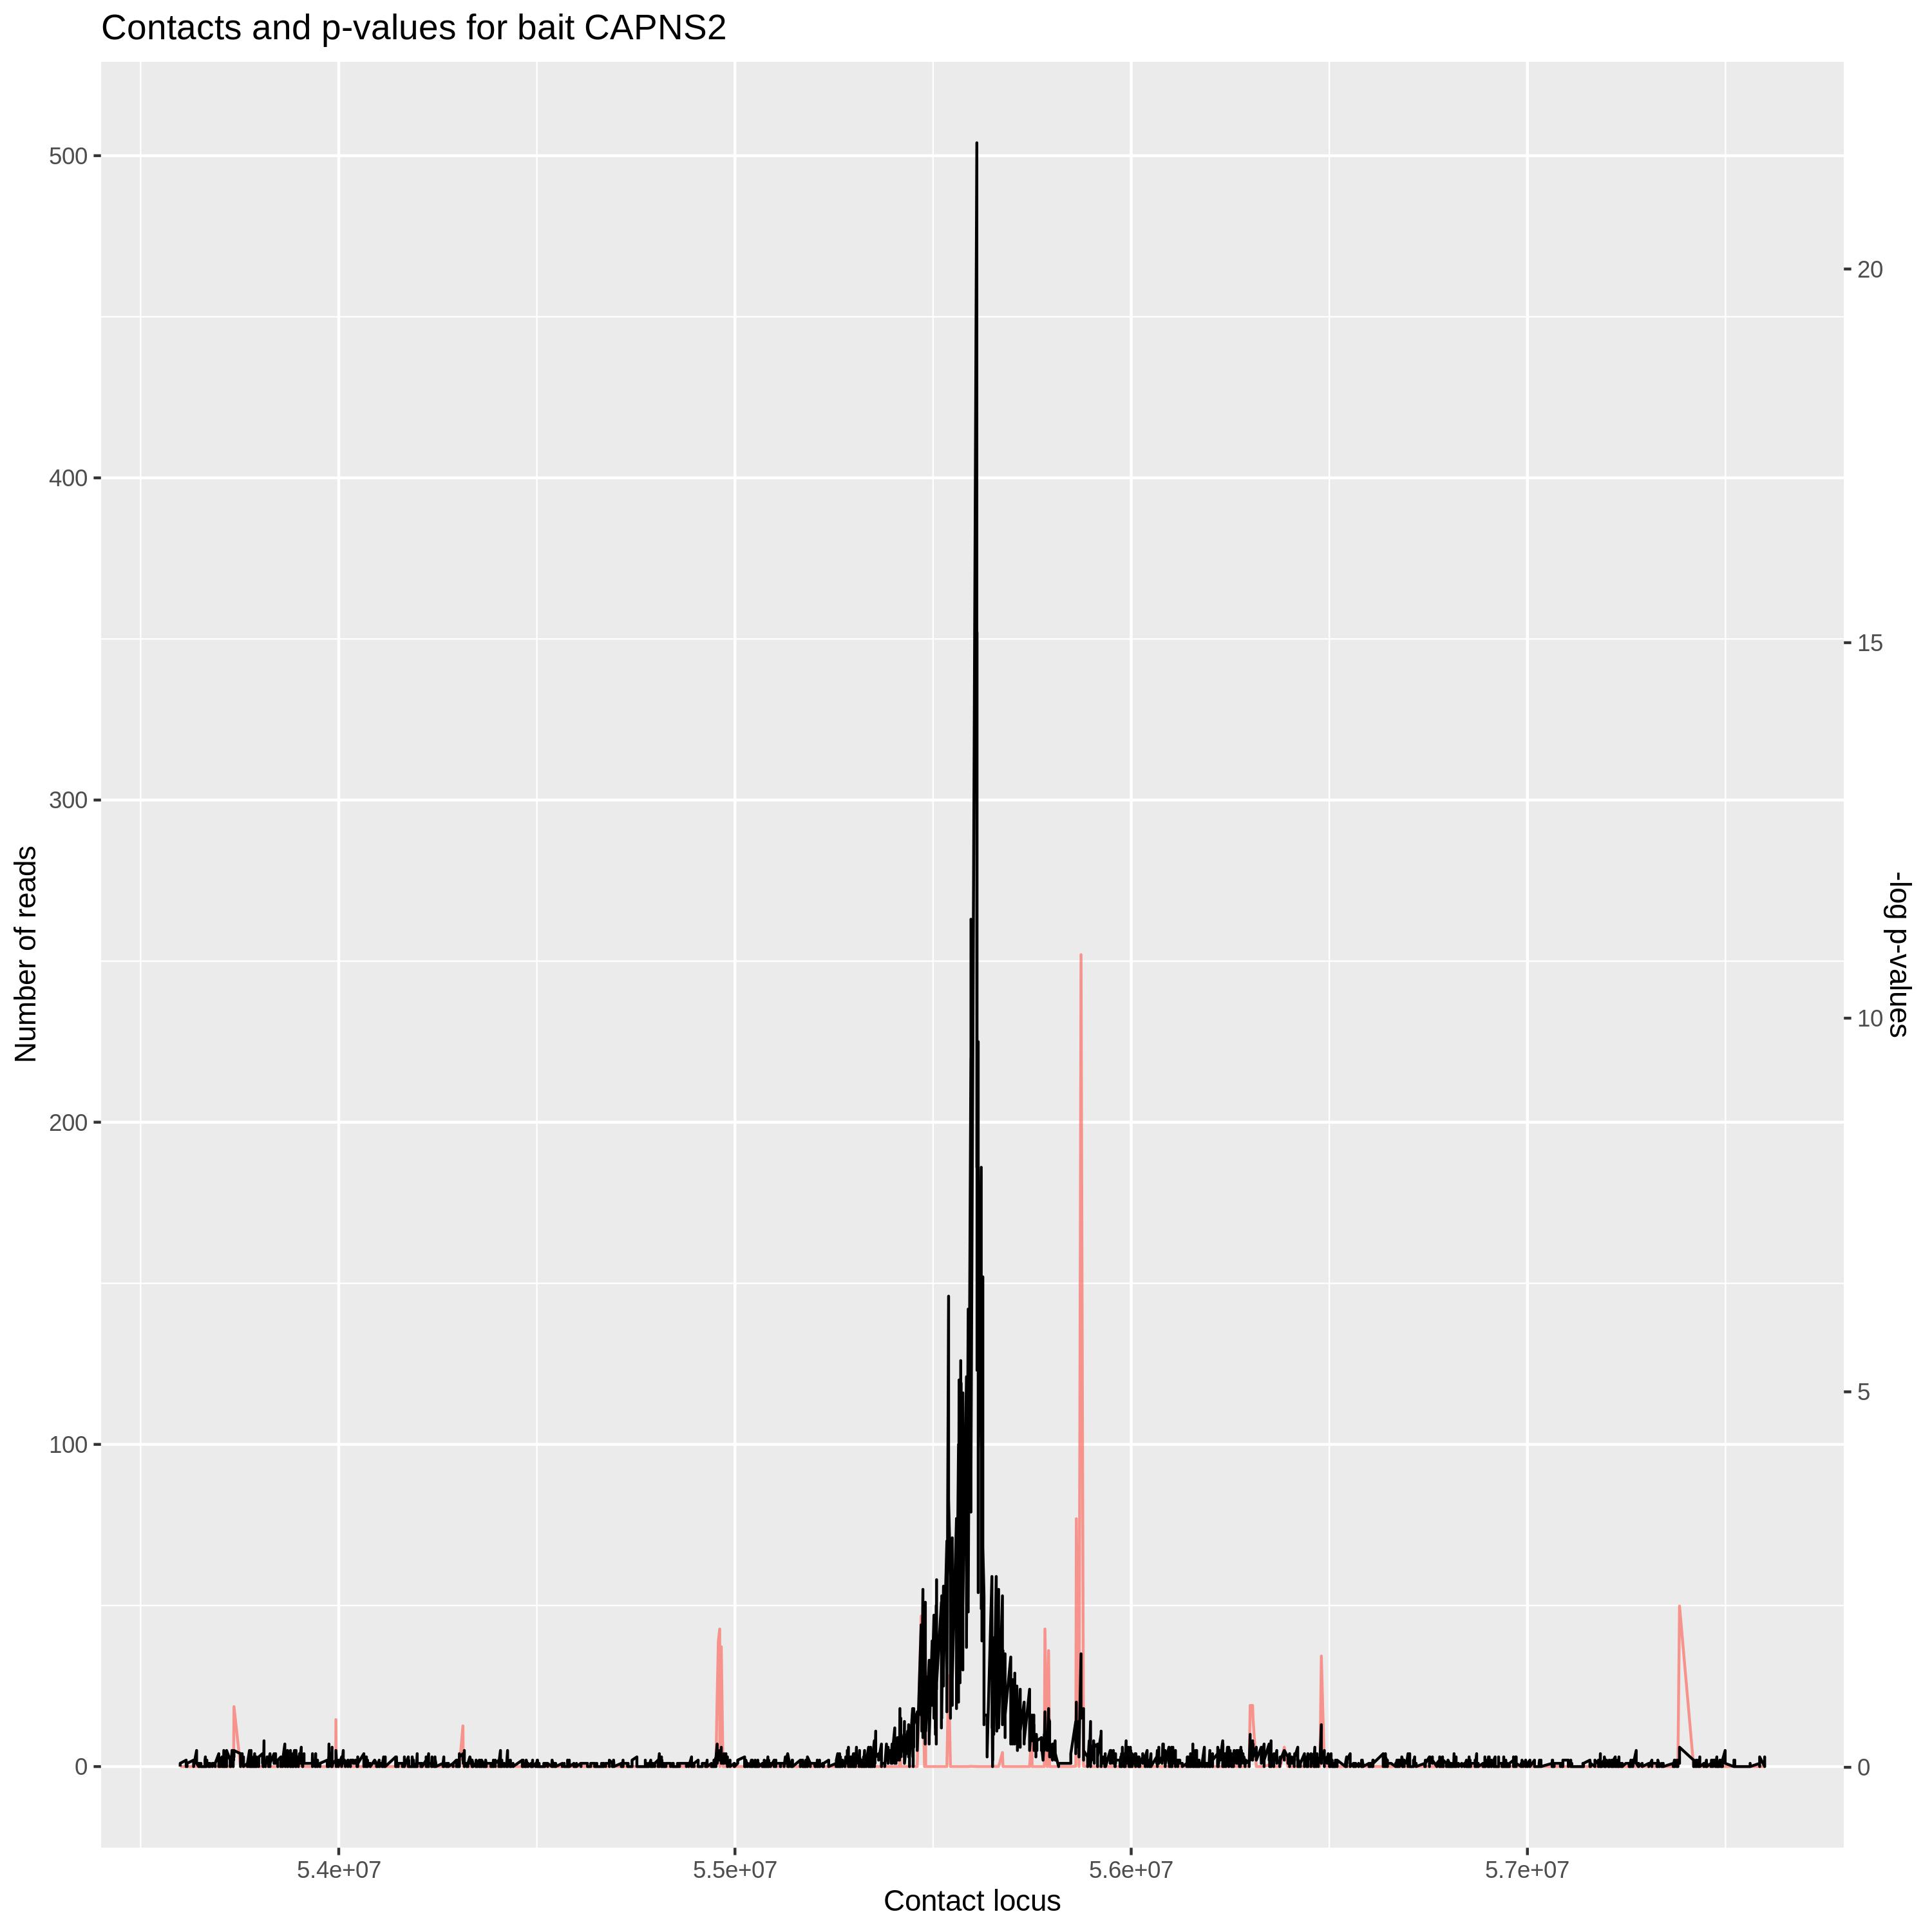 Contacts and p-values for bait CAPNS2
500
400
300
200
100
0
Number of reads
20
15
10
5
0
-log p-values
5.4e+07 5.5e+07 5.6e+07 5.7e+07
Contact locus